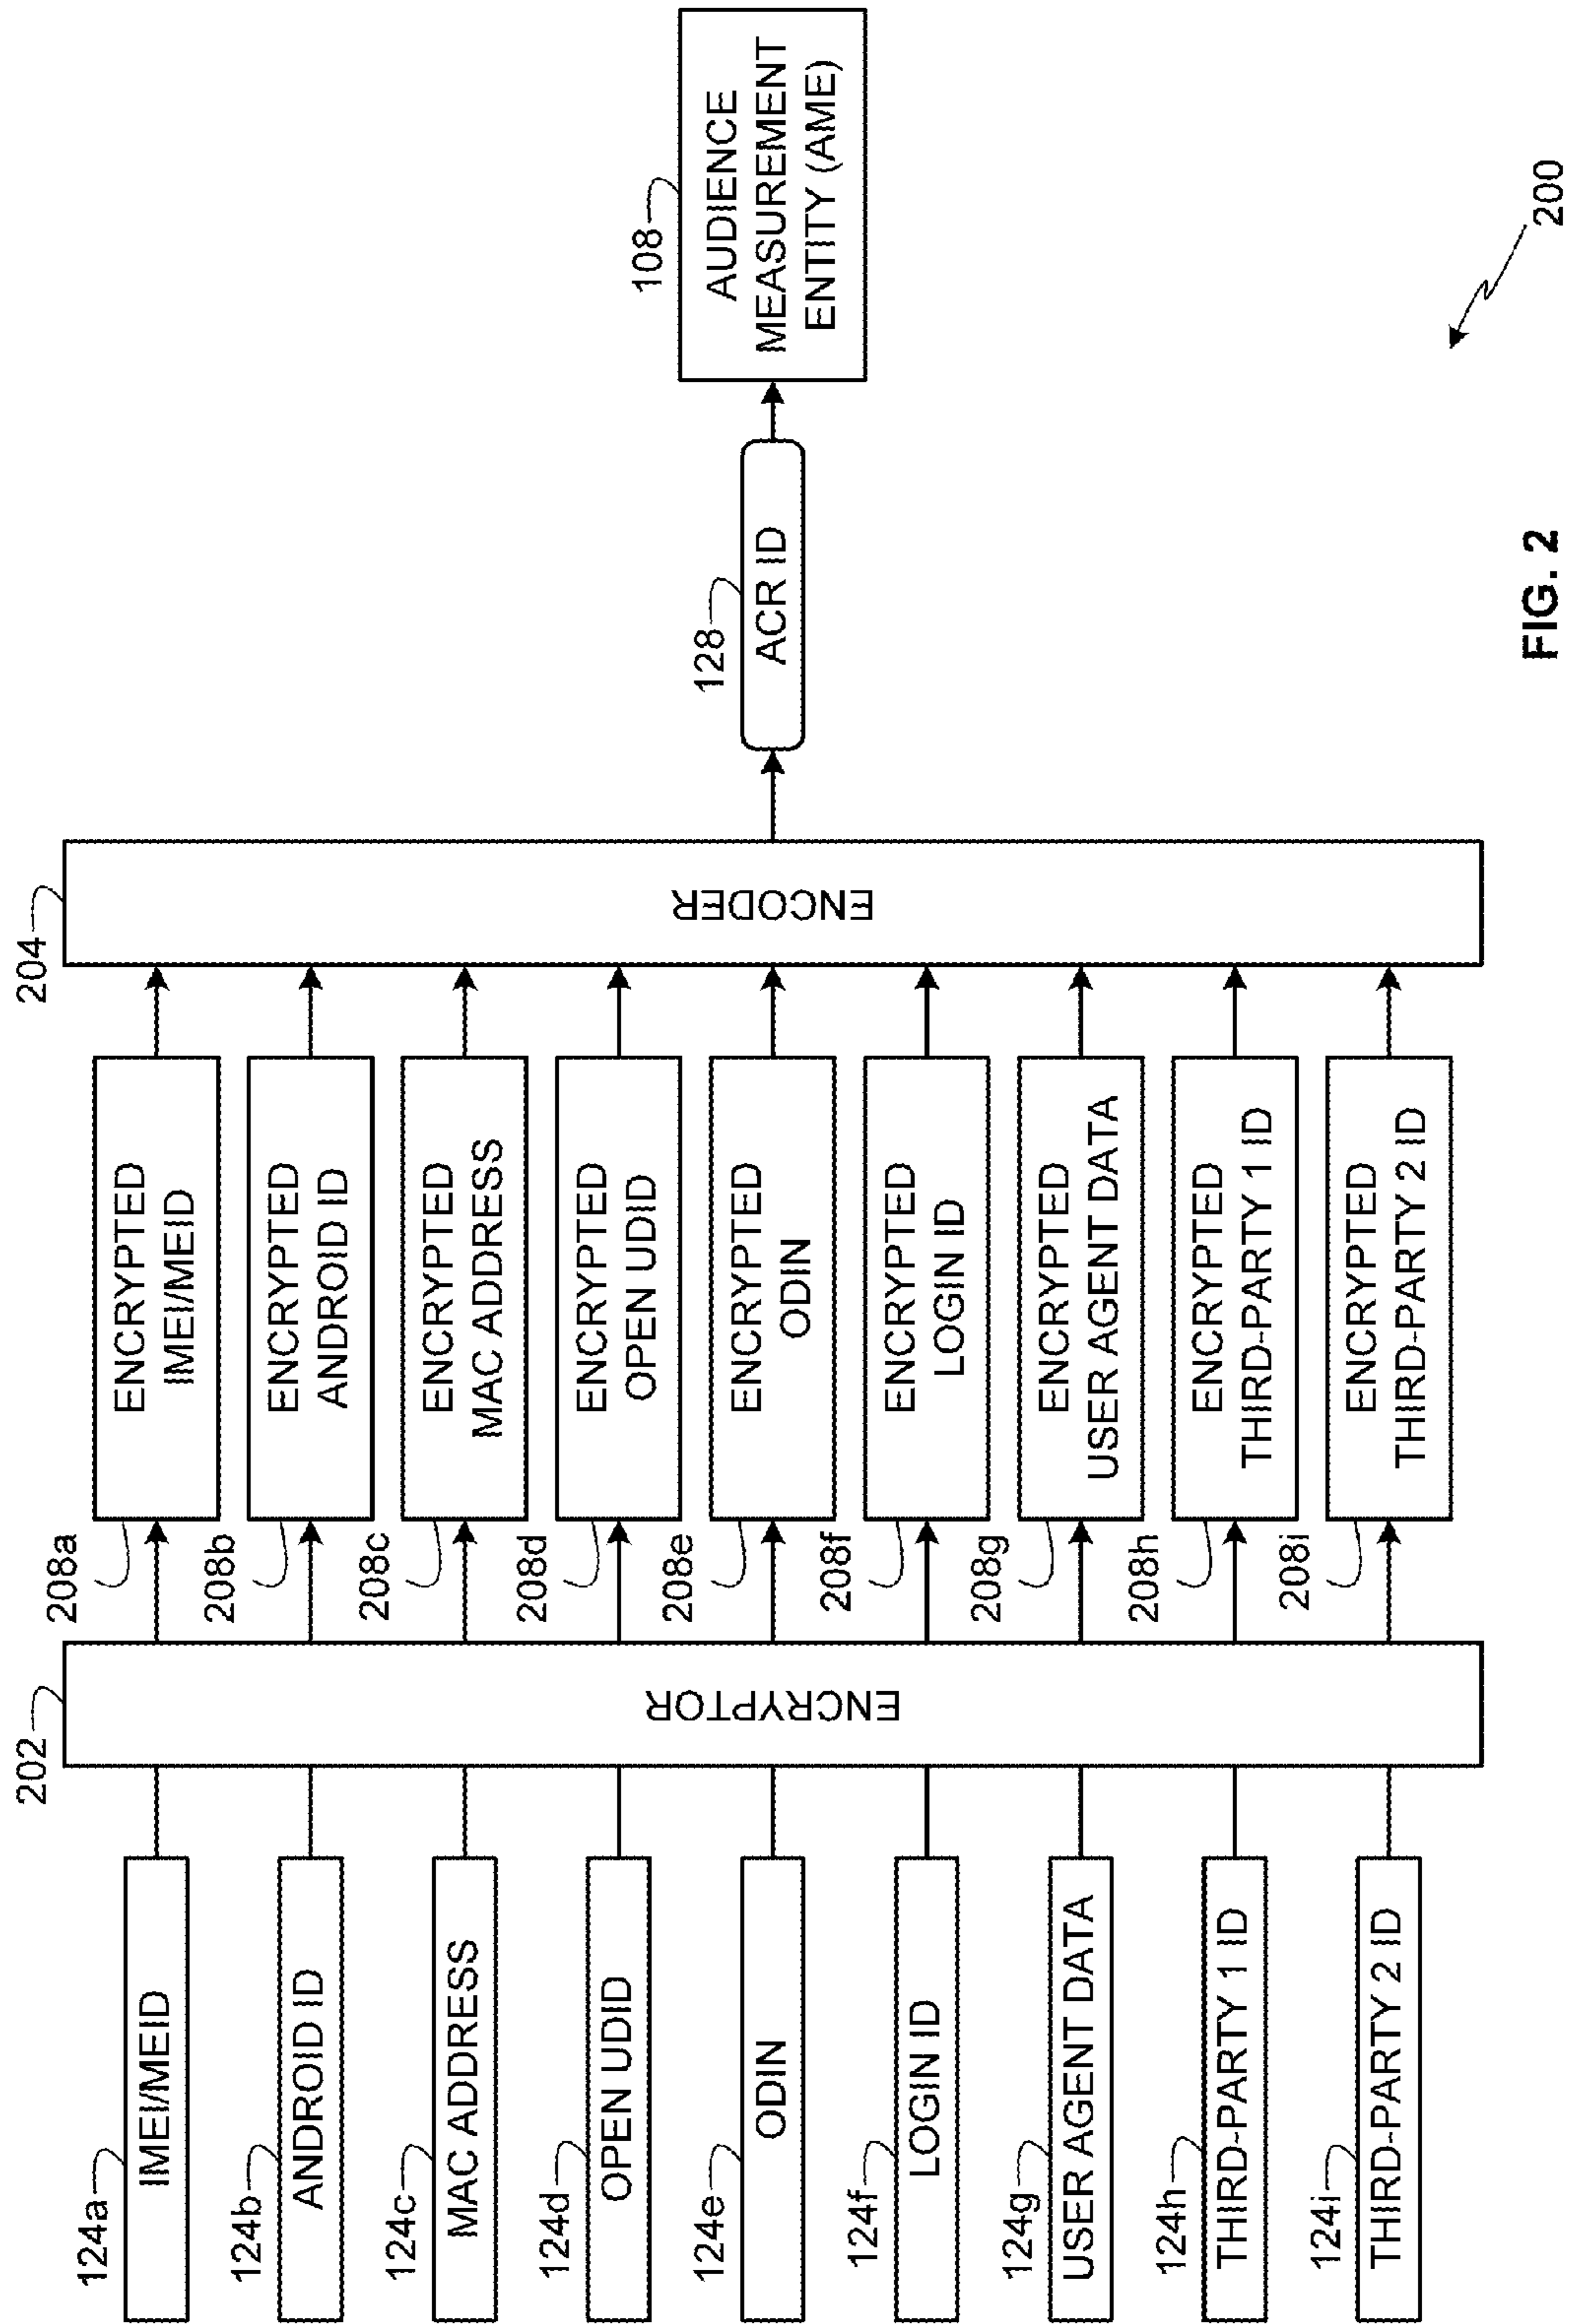 124a
IMEI/MEID
124b
ANDROID ID
124c
MAC ADDRESS
124d
OPEN UDID
124e
ODIN
124f
LOGIN ID
124g
USER AGENT DATA
124h
THIRD-PARTY 1 ID
124i
THIRD-PARTY 2 ID
202
ENCRYPTOR
208a
ENCRYPTED
IMEI/MEID
208b
ENCRYPTED
ANDROID ID
208c
ENCRYPTED
MAC ADDRESS
208d
ENCRYPTED
OPEN UDID
208e
ENCRYPTED
ODIN
208f
ENCRYPTED
LOGIN ID
208g
ENCRYPTED
USER AGENT DATA
208h
ENCRYPTED
THIRD-PARTY 1 ID
208i
ENCRYPTED
THIRD-PARTY 2 ID
204
ENCODER
128
ACR ID
108
AUDIENCE
MEASUREMENT
ENTITY (AME)
200
FIG. 2